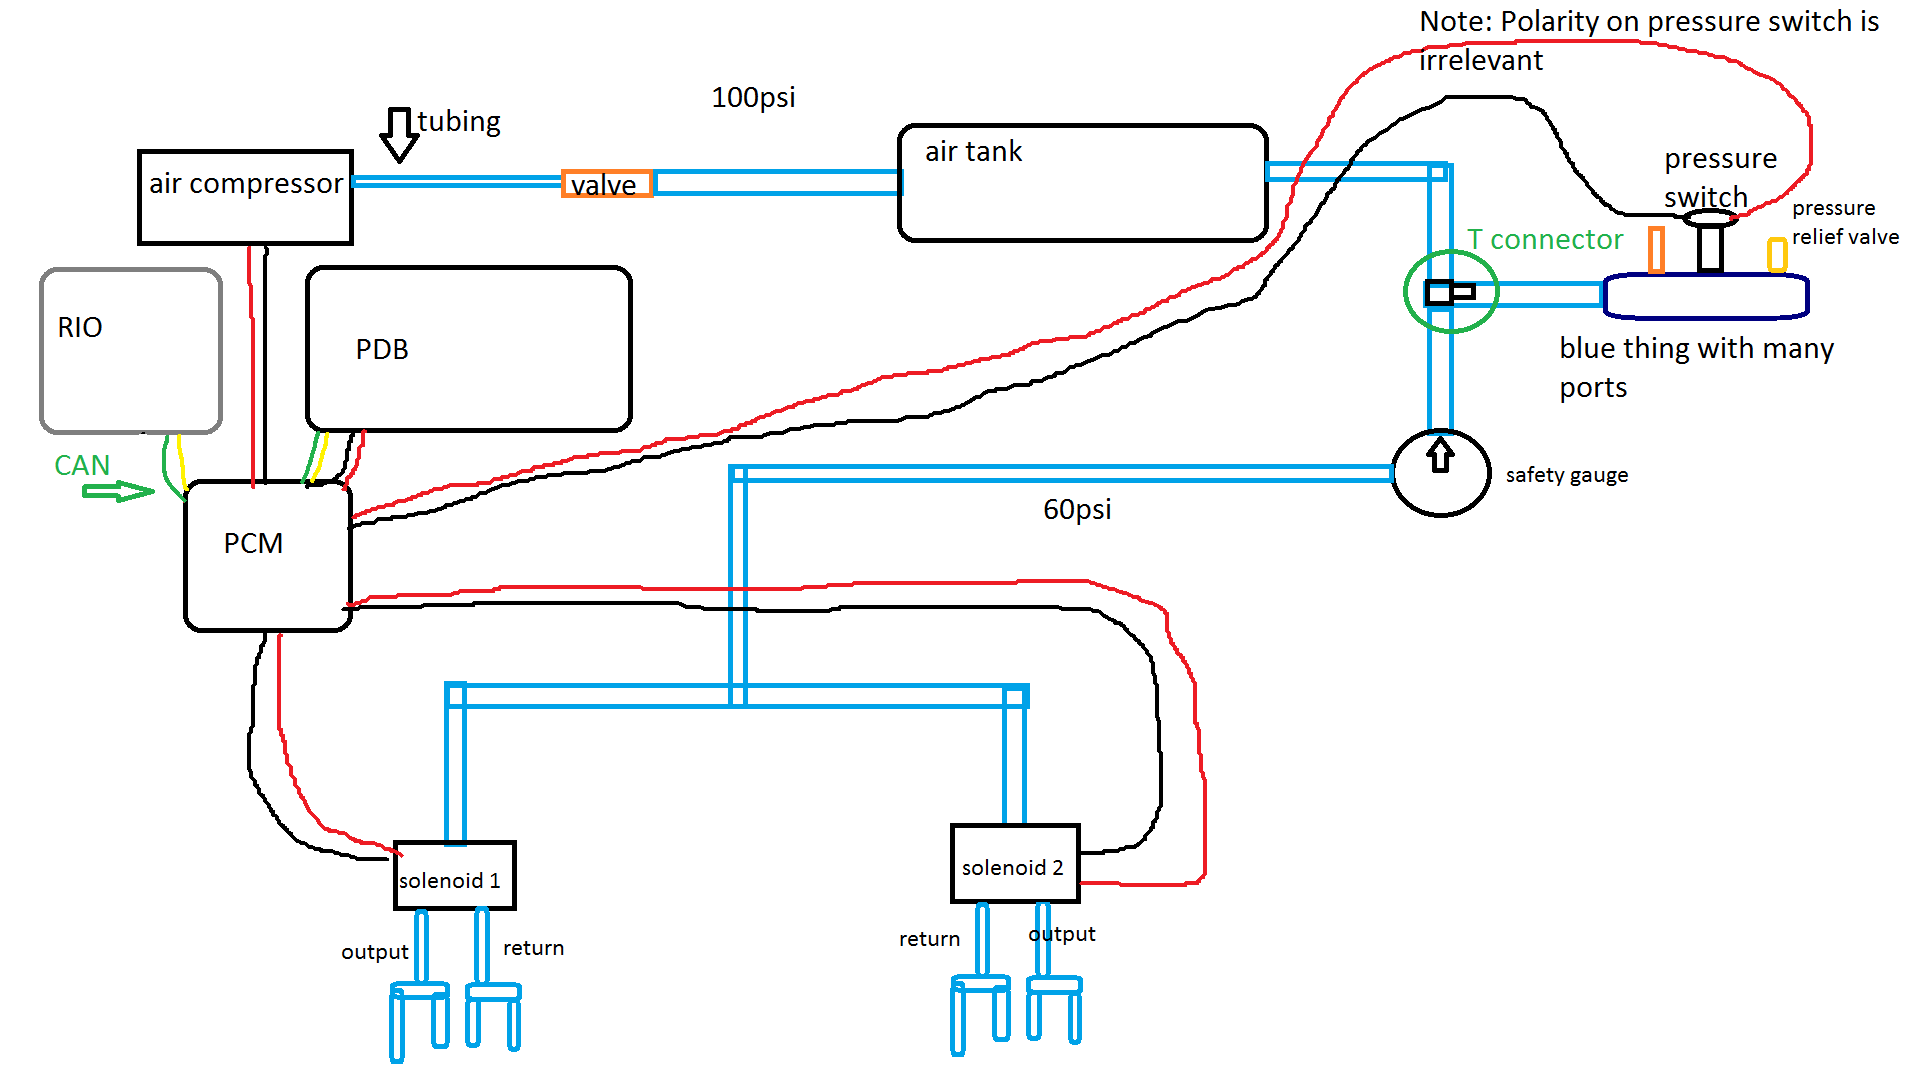 Note: Polarity on pressure switch is
irrelevant
100psi
tubing
air tank
air compressor
valve
pressure
switch
pressure
relief valve
T connector
RIO
PDB
blue thing with many
ports
CAN
safety gauge
60psi
PCM
solenoid 1
solenoid 2
output
return
return
output